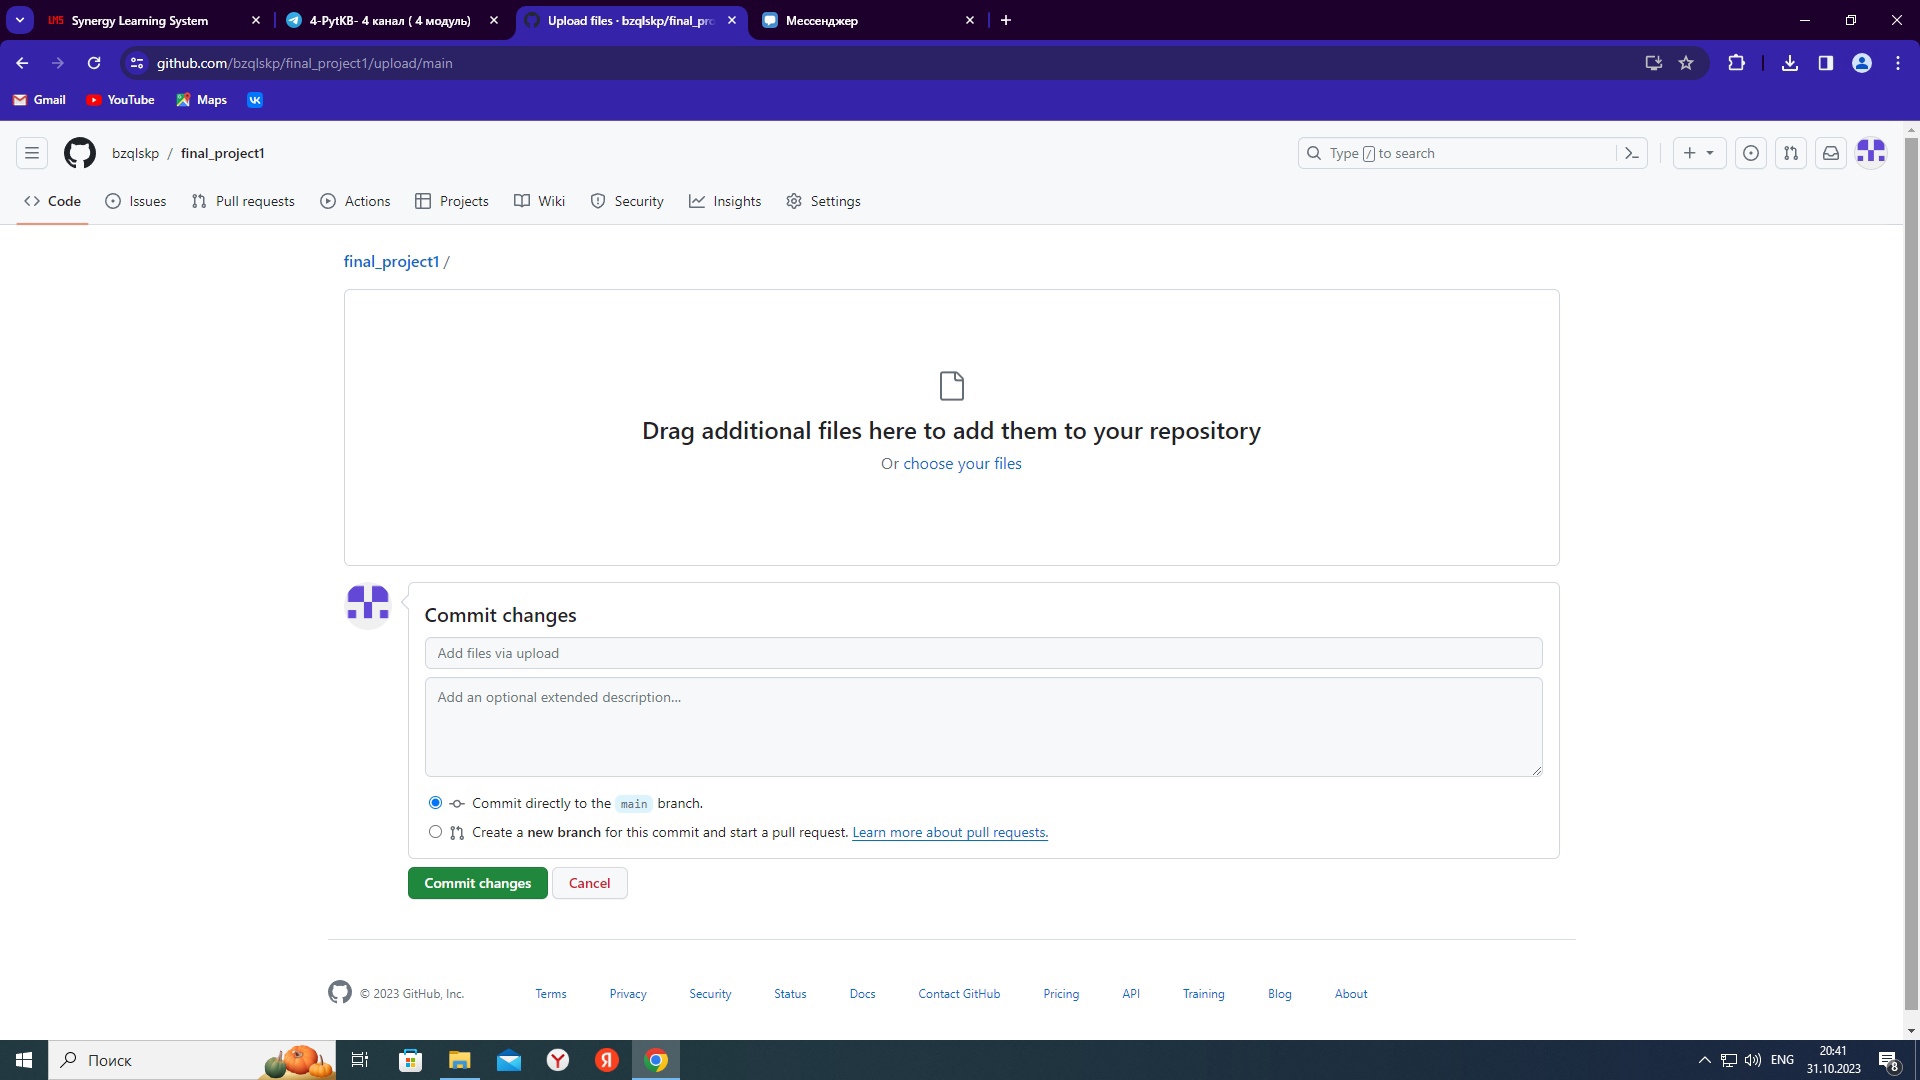 LMS Synergy Learning System
4-PytKB- 4 канал ( 4 модуль)
Upload files · bzqlskp/final_pro
Мессенджер
github.com/bzqlskp/final_project1/upload/main
Gmail YouTube Maps
bzqlskp / final_project1
Type / to search
Code Issues Pull requests Actions Projects Wiki Security Insights Settings
final_project1 /
Drag additional files here to add them to your repository
Or choose your files
Commit changes
Add files via upload
Add an optional extended description...
Commit directly to the main branch.
Create a new branch for this commit and start a pull request. Learn more about pull requests.
Commit changes Cancel
© 2023 GitHub, Inc. Terms Privacy Security Status Docs Contact GitHub Pricing API Training Blog About
Поиск
ENG
20:41
31.10.2023
8